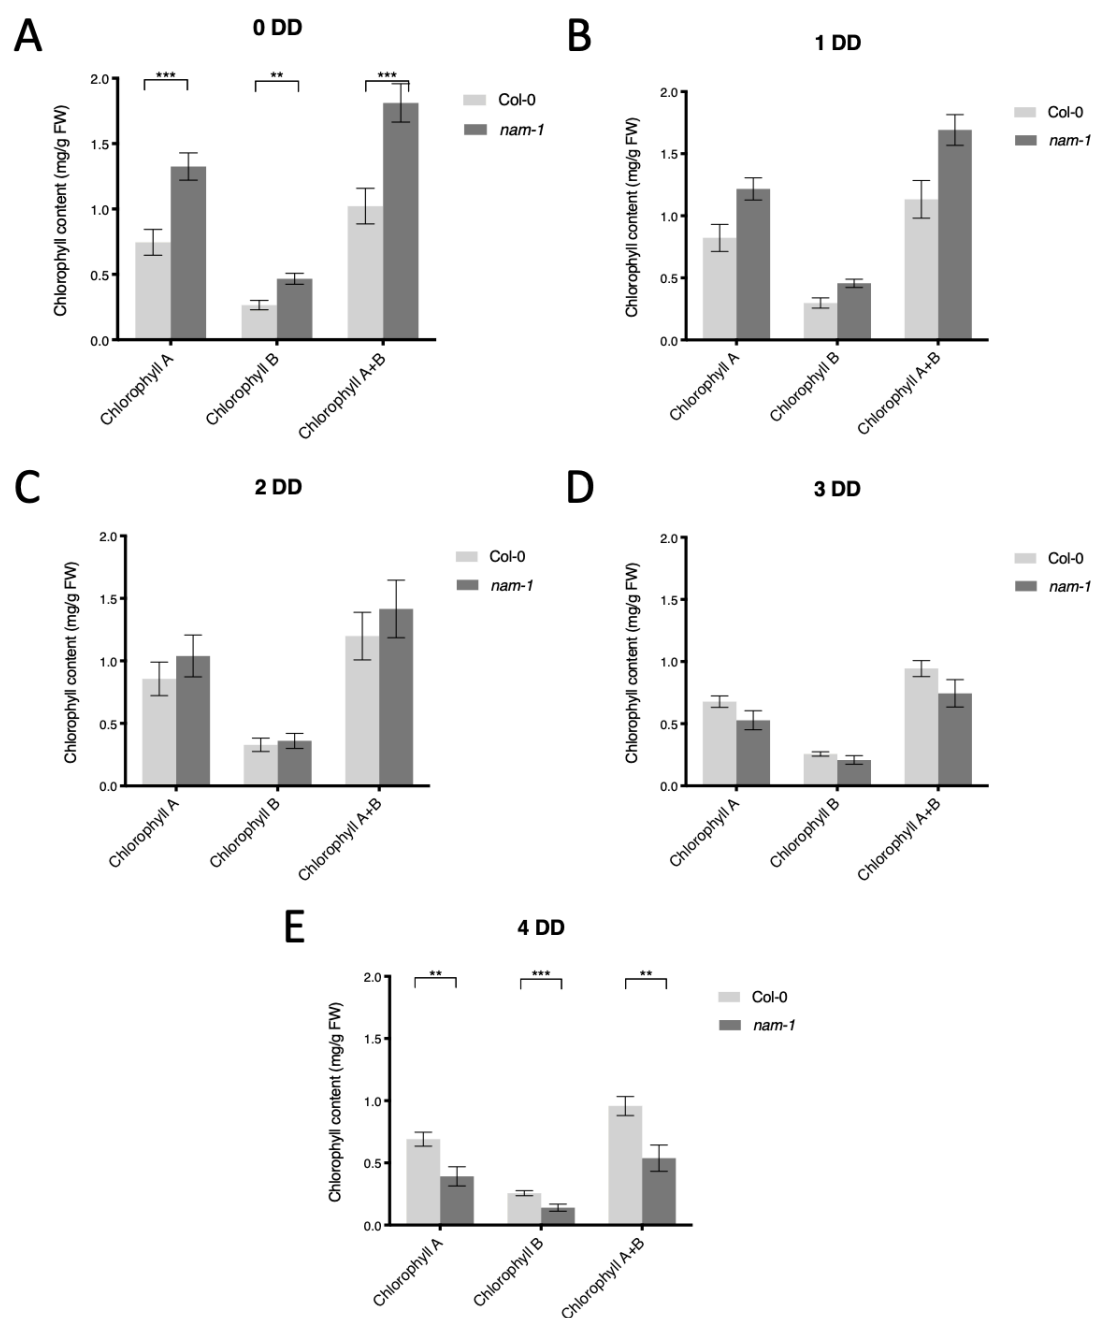 A
0 DD
Chlorophyll content (mg/g FW)
2.0
1.5
1.0
0.5
0.0
***
**
***
Col-0
nam-1
Chlorophyll A
Chlorophyll B
Chlorophyll A+B
B
1 DD
Chlorophyll content (mg/g FW)
2.0
1.5
1.0
0.5
0.0
Col-0
nam-1
Chlorophyll A
Chlorophyll B
Chlorophyll A+B
C
2 DD
Chlorophyll content (mg/g FW)
2.0
1.5
1.0
0.5
0.0
Col-0
nam-1
Chlorophyll A
Chlorophyll B
Chlorophyll A+B
D
3 DD
Chlorophyll content (mg/g FW)
2.0
1.5
1.0
0.5
0.0
Col-0
nam-1
Chlorophyll A
Chlorophyll B
Chlorophyll A+B
E
4 DD
Chlorophyll content (mg/g FW)
2.0
1.5
1.0
0.5
0.0
**
***
**
Col-0
nam-1
Chlorophyll A
Chlorophyll B
Chlorophyll A+B